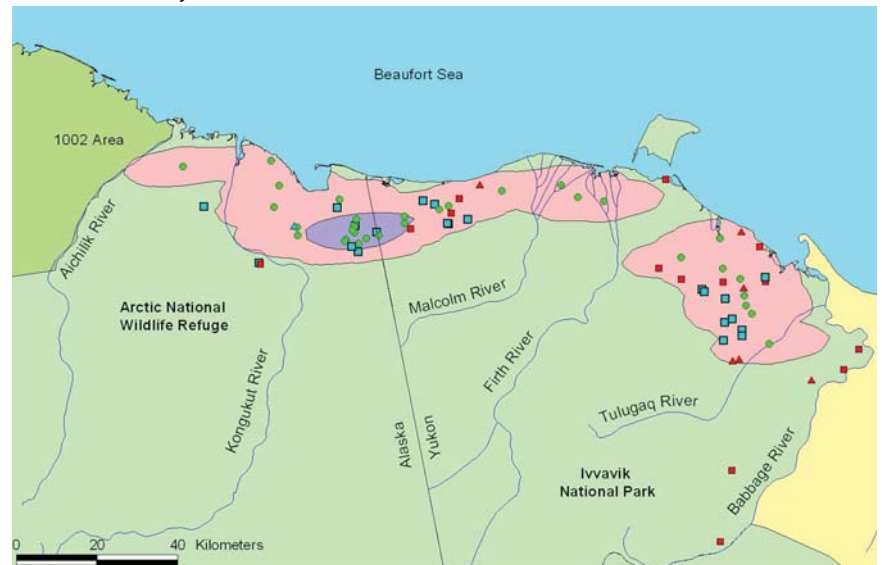 Beaufort Sea
1002 Area
Aichilik River
Arctic National
Wildlife Refuge
Kongukut River
Malcolm River
Firth River
Alaska
Yukon
Tulugaq River
Ivvavik
National Park
Babbage River
0 20 40 Kilometers